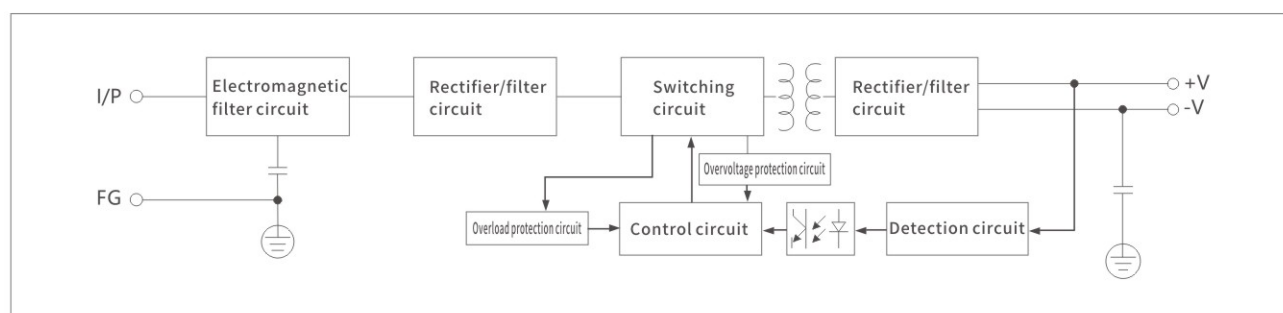 I/P
Electromagnetic
filter circuit
Rectifier/filter
circuit
Switching
circuit
Rectifier/filter
circuit
+V
-V
Overvoltage protection circuit
FG
Overload protection circuit
Control circuit
Detection circuit